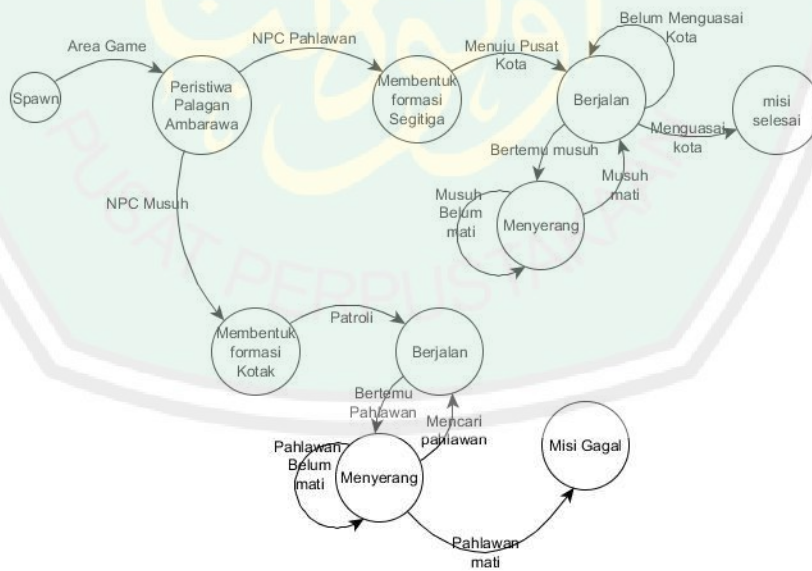 Area Game
Spawn
Peristiwa
Palagan
Ambarawa
NPC Pahlawan
Membentuk
formasi
Segitiga
Menuju Pusat
Kota
Belum Menguasai
Kota
Berjalan
Menguasai
kota
misi
selesai
Bertemu musuh
Musuh
mati
Musuh
Belum
mati
Menyerang
NPC Musuh
PUSAT PERPUSTAKAAN
Membentuk
formasi
Kotak
Patroli
Berjalan
Bertemu
Pahlawan
Mencari
pahlawan
Pahlawan
Belum
mati
Menyerang
Misi Gagal
Pahlawan
mati